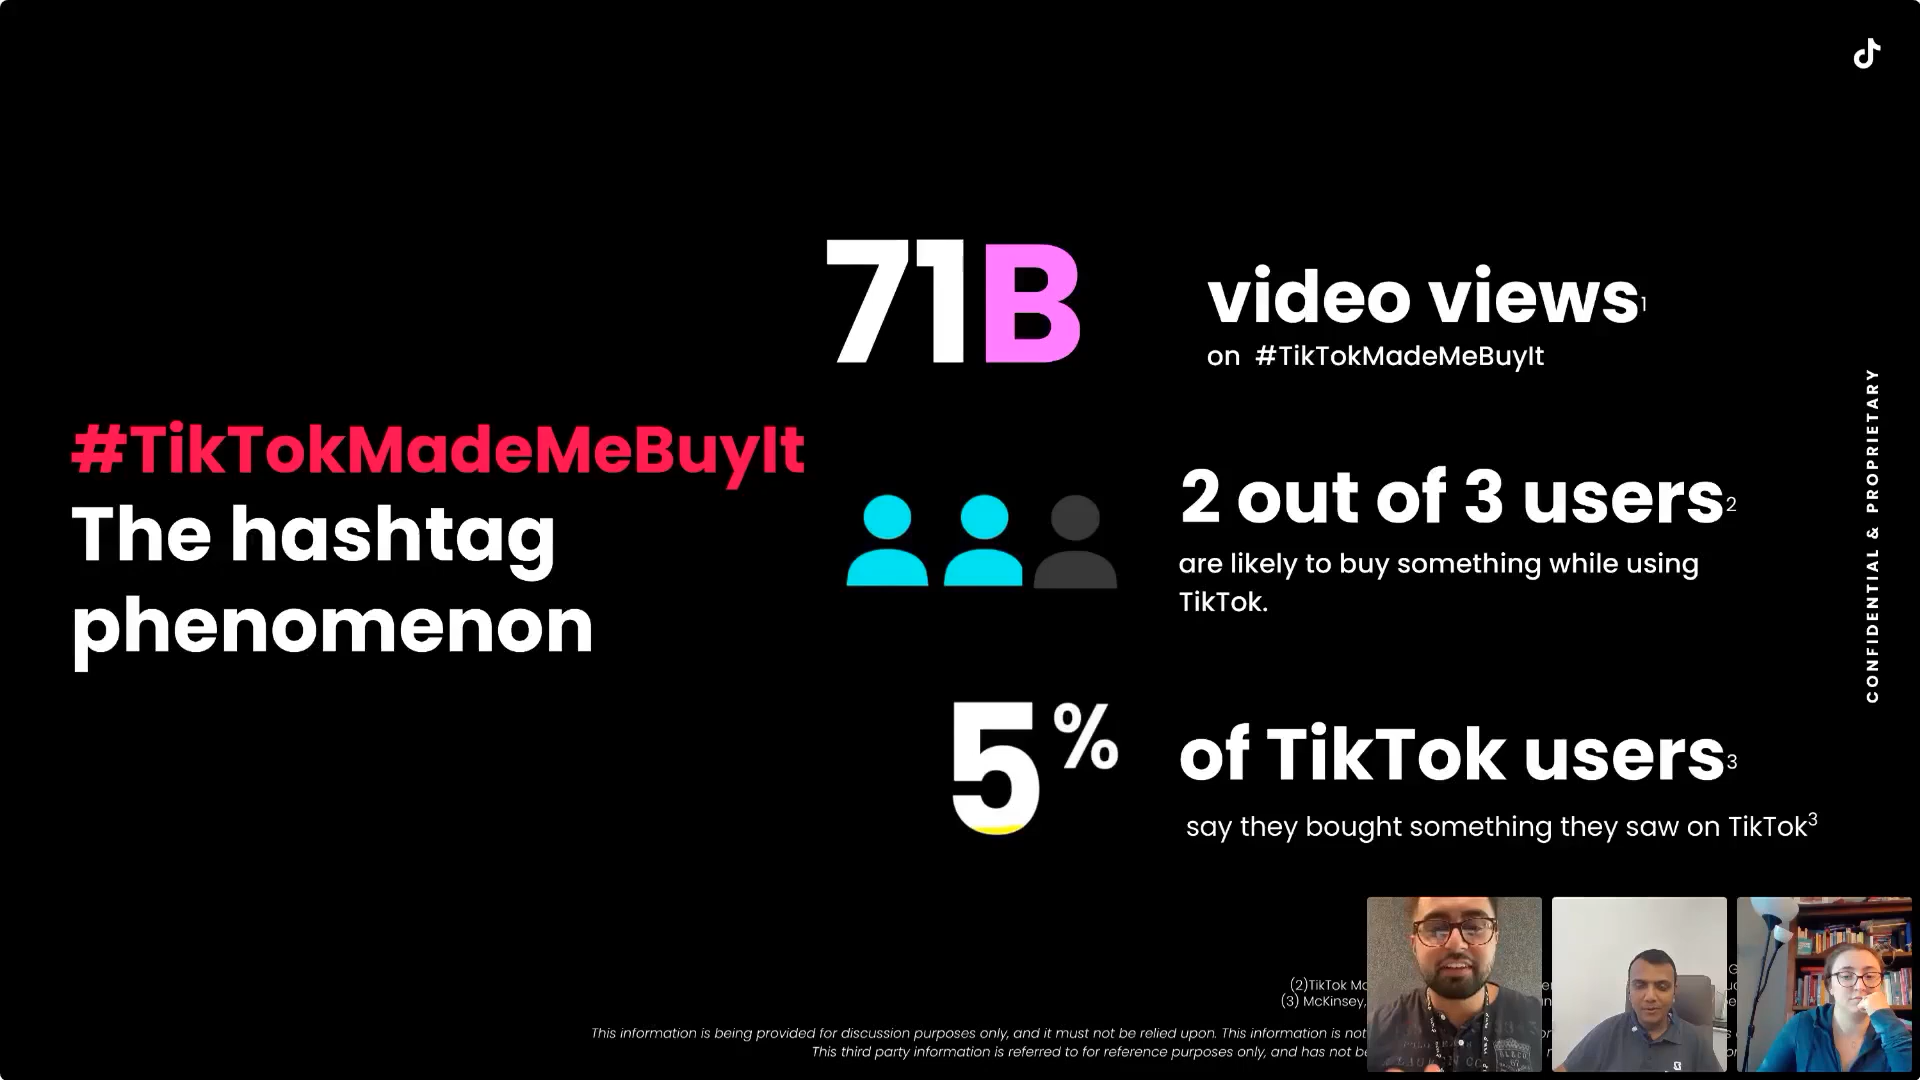 #TikTokMadeMeBuyIt
The hashtag
phenomenon
71B
video views1
on #TikTokMadeMeBuyIt
2 out of 3 users2
are likely to buy something while using
TikTok.
5%
of TikTok users3
say they bought something they saw on TikTok3
CONFIDENTIAL & PROPRIETARY
(2)TikTok
(3) McKinsey,
This information is being provided for discussion purposes only, and it must not be relied upon. This information is not
This third party information is referred to for reference purposes only, and has not